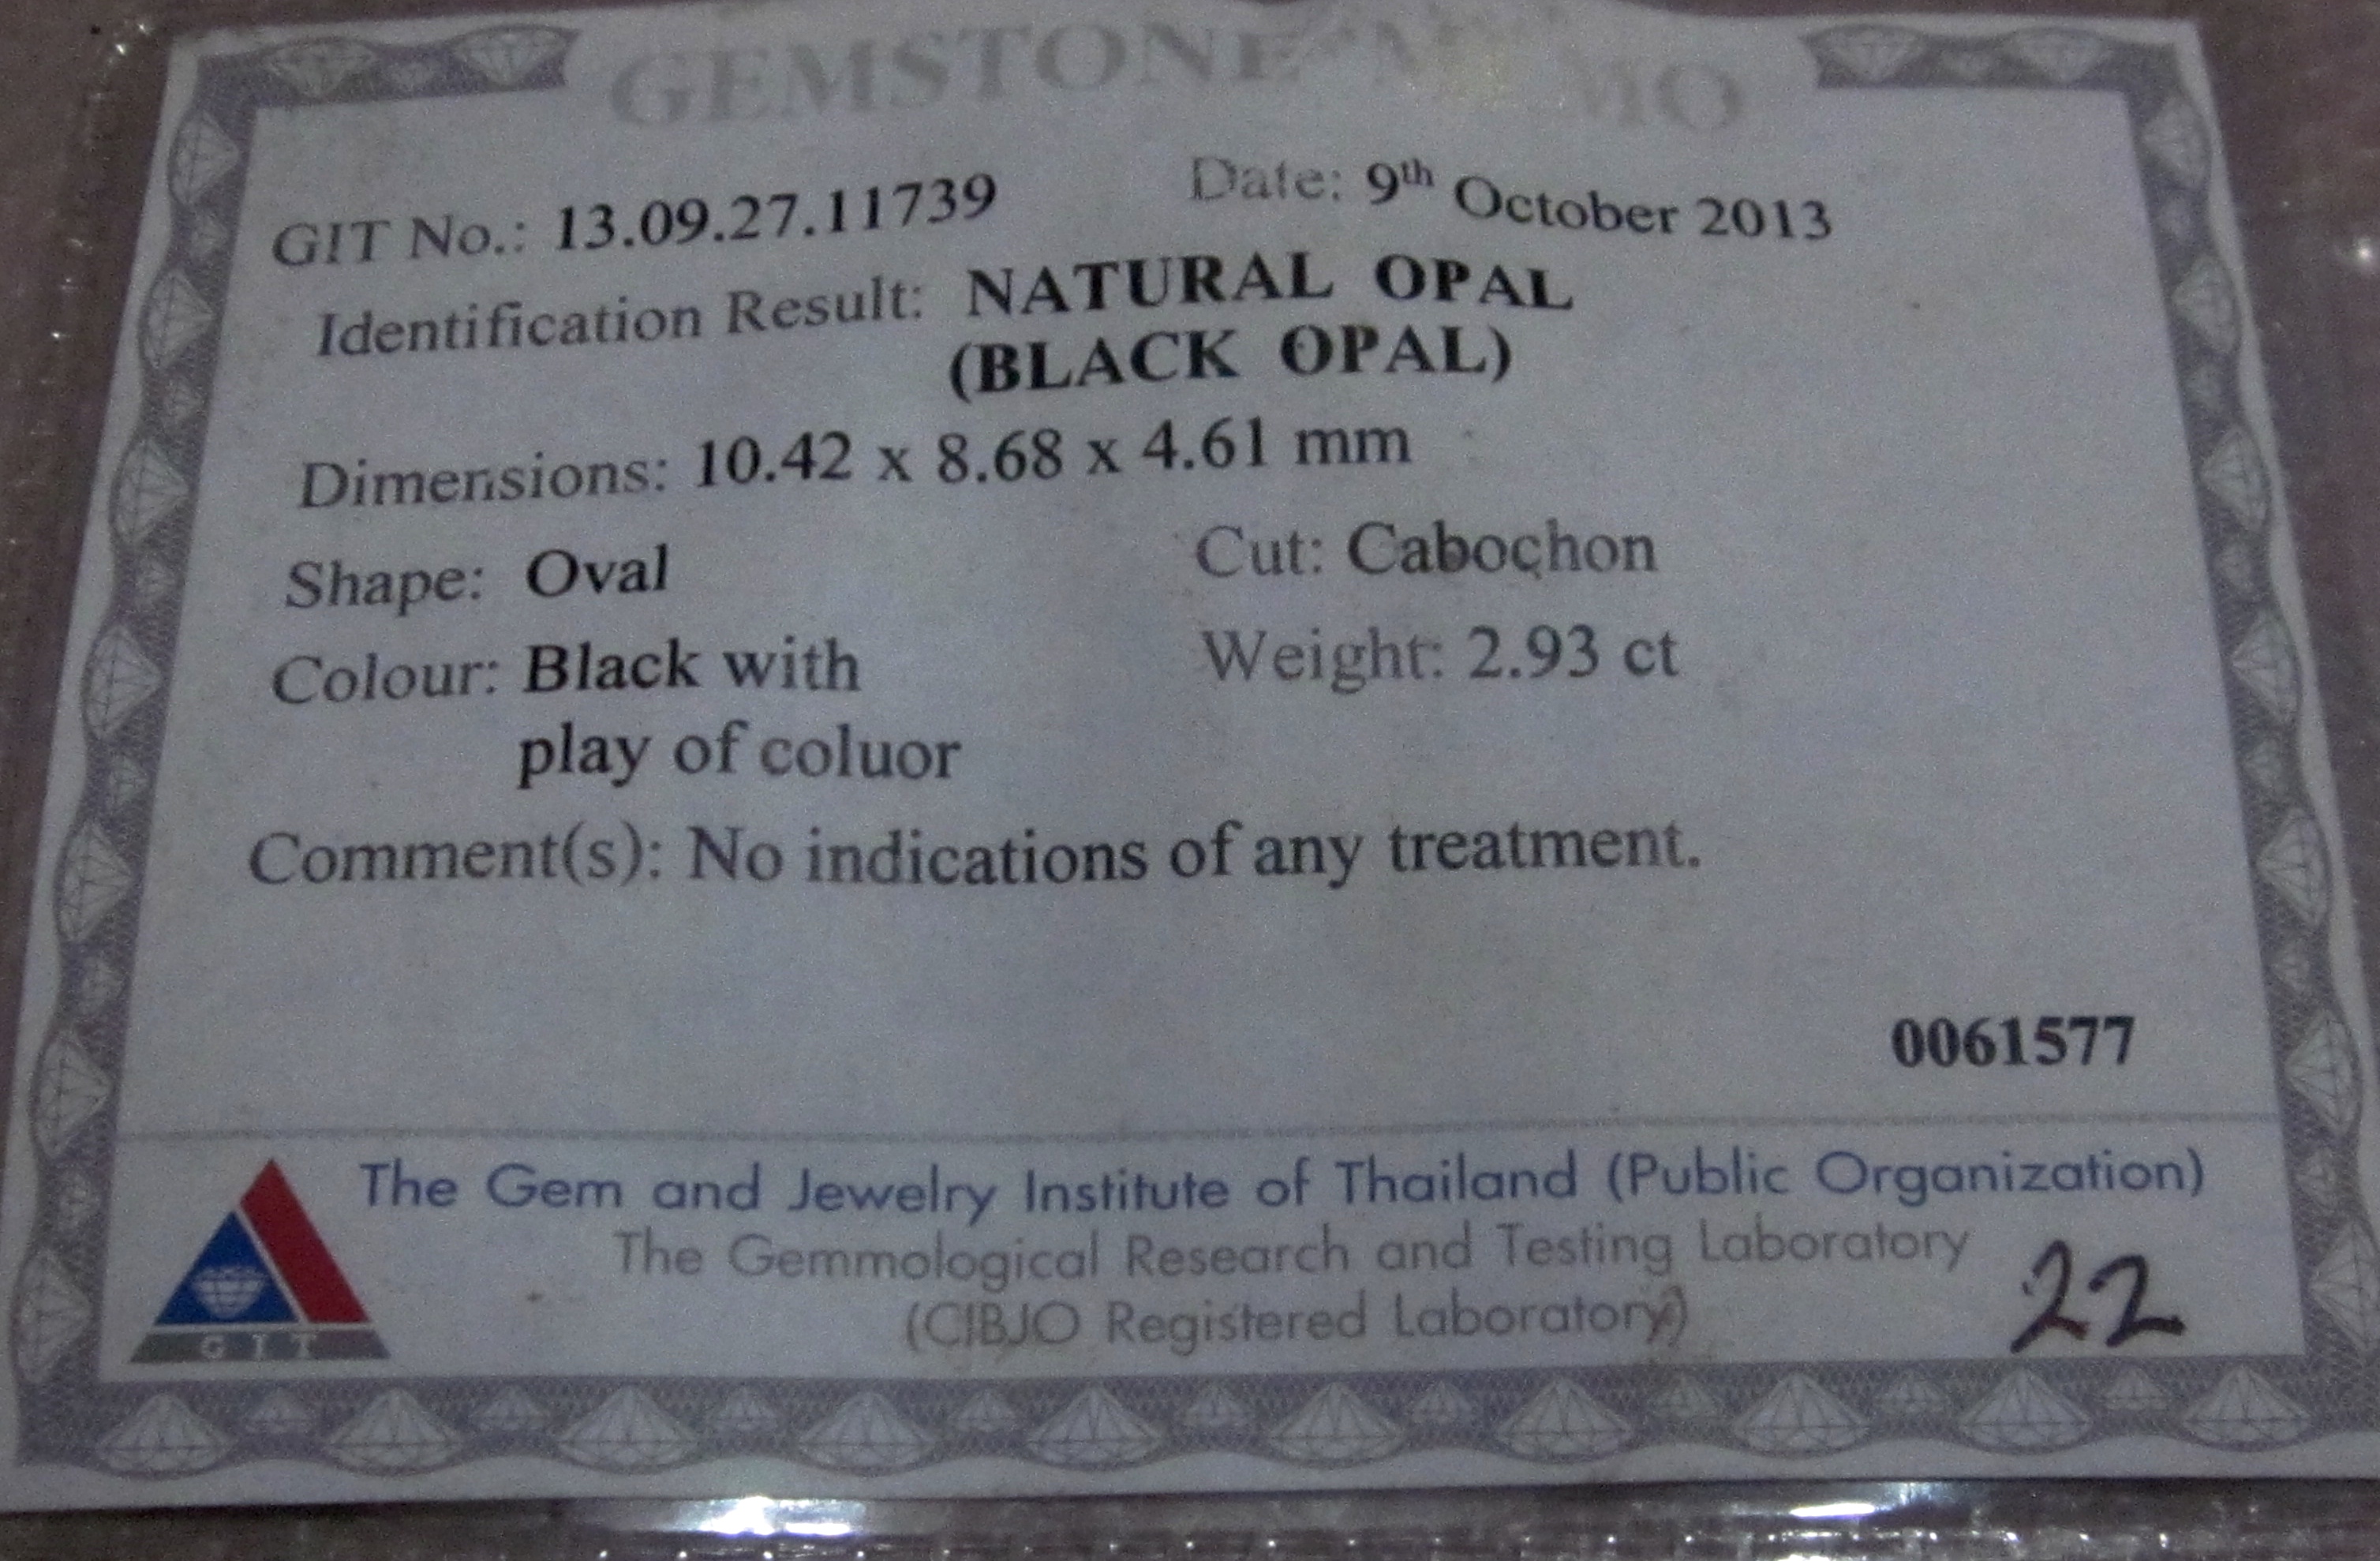 GEMSTONE MEMO
GIT No.: 13.09.27.11739 Date: 9th October 2013
Identification Result: NATURAL OPAL
(BLACK OPAL)
Dimensions: 10.42 x 8.68 x 4.61 mm
Shape: Oval Cut: Cabochon
Colour: Black with Weight: 2.93 ct
play of coluor
Comment(s): No indications of any treatment.
0061577
The Gem and Jewelry Institute of Thailand (Public Organization)
The Gemmological Research and Testing Laboratory
(CIBJO Registered Laboratory)
22
GIT